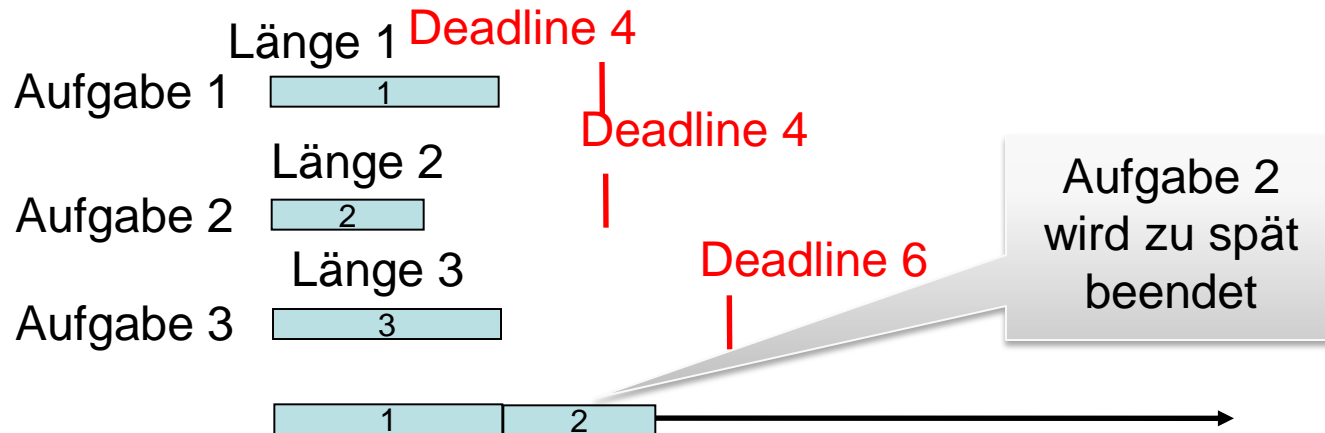 Länge 1 Deadline 4
Aufgabe 1
1
Deadline 4
Länge 2
Aufgabe 2
2
Aufgabe 2
wird zu spät
beendet
Deadline 6
Länge 3
Aufgabe 3
3
1 2